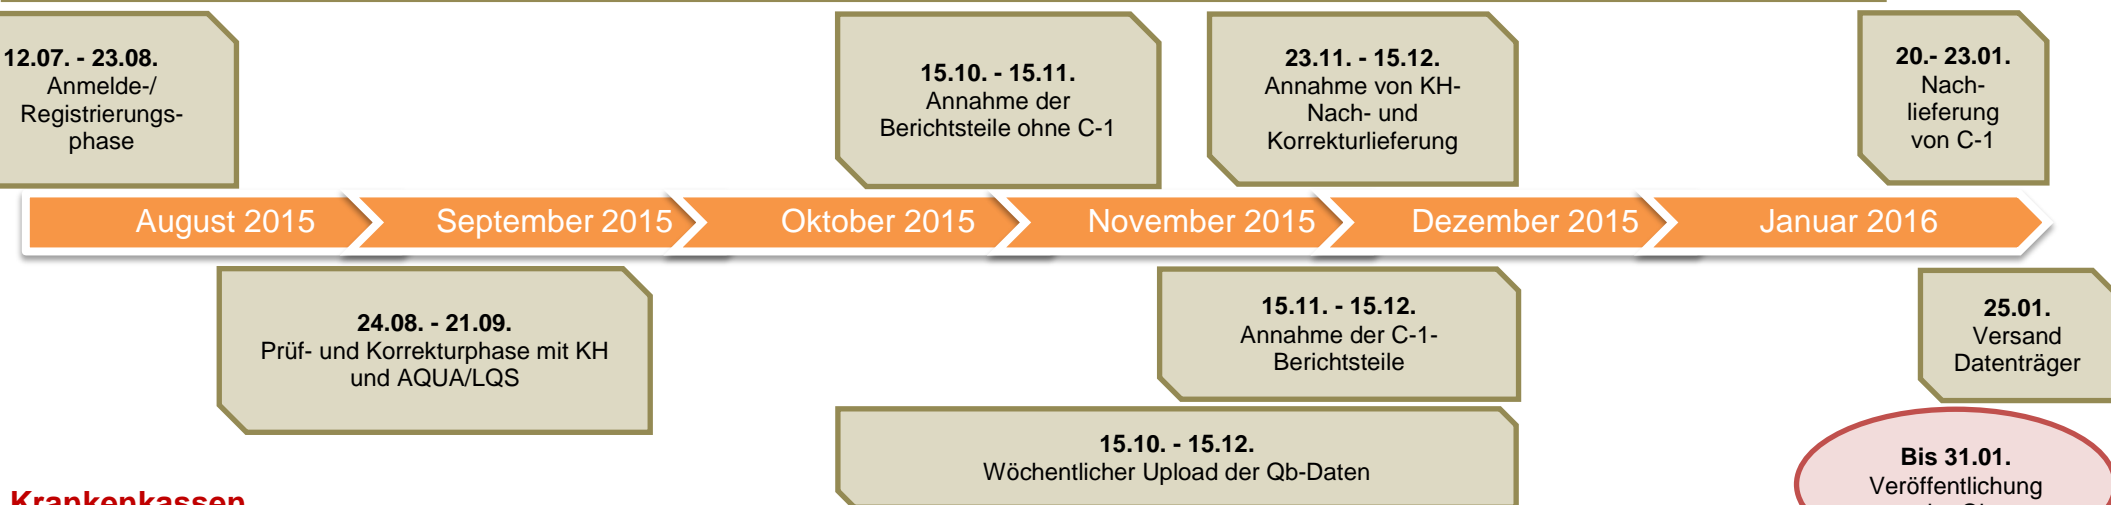 12.07. - 23.08.
Anmelde-/
Registrierungs-
phase
15.10. - 15.11.
Annahme der
Berichtsteile ohne C-1
23.11. - 15.12.
Annahme von KH-
Nach- und
Korrekturlieferung
20.- 23.01.
Nach-
lieferung
von C-1
August 2015
September 2015
Oktober 2015
November 2015
Dezember 2015
Januar 2016
24.08. - 21.09.
Prüf- und Korrekturphase mit KH
und AQUA/LQS
15.11. - 15.12.
Annahme der C-1-
Berichtsteile
25.01.
Versand
Datenträger
15.10. - 15.12.
Wöchentlicher Upload der Qb-Daten
Bis 31.01.
Veröffentlichung
Krankenkassen